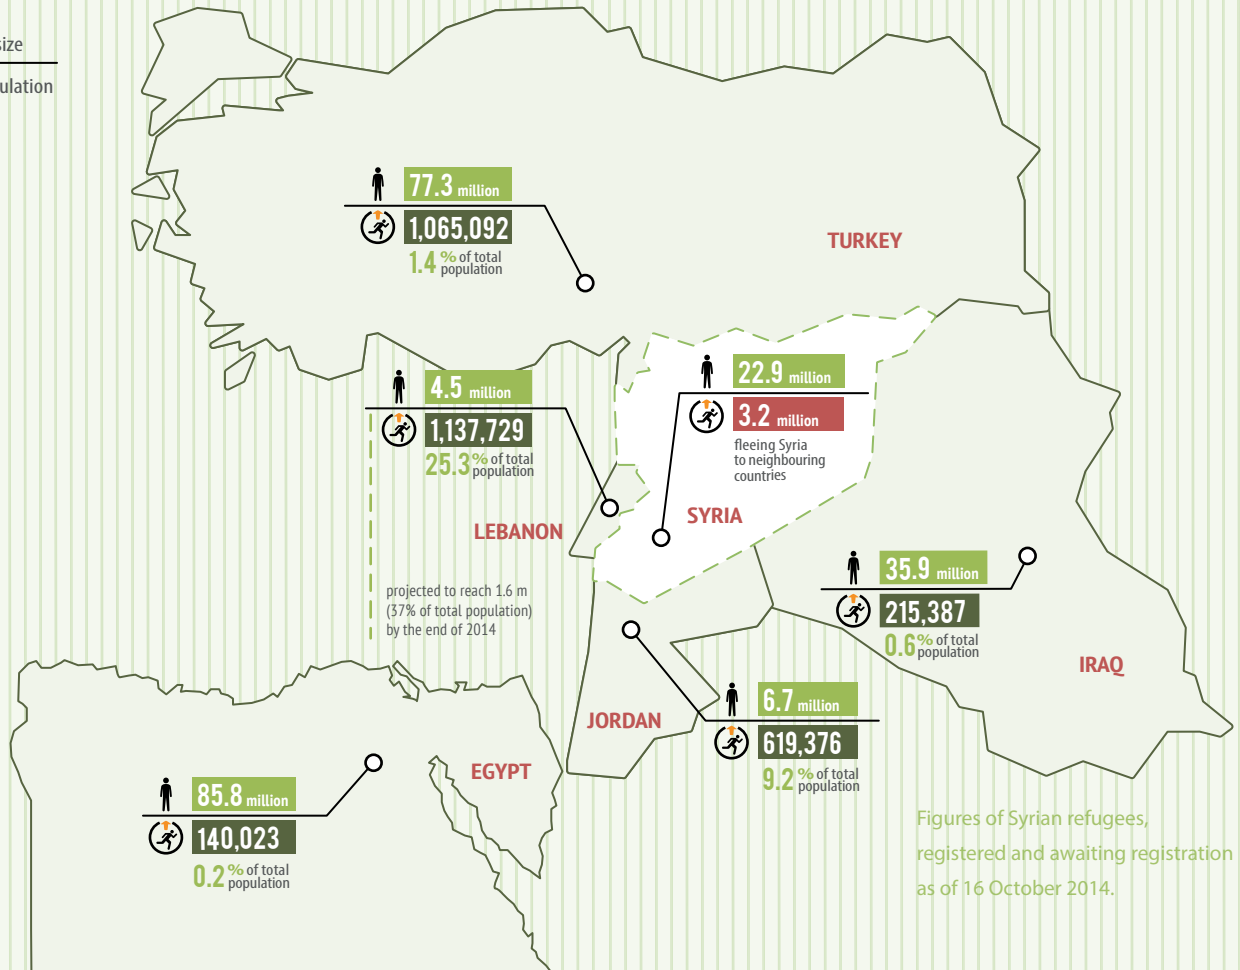 size
ulation
77.3 million
1,065,092
1.4 % of total
population
TURKEY
22.9 million
3.2 million
fleeing Syria
to neighbouring
countries
SYRIA
4.5 million
1,137,729
25.3 % of total
population
LEBANON
projected to reach 1.6 m
(37% of total population)
by the end of 2014
35.9 million
215,387
0.6 % of total
population
IRAQ
6.7 million
619,376
9.2 % of total
population
JORDAN
EGYPT
85.8 million
140,023
0.2 % of total
population
Figures of Syrian refugees,
registered and awaiting registration
as of 16 October 2014.